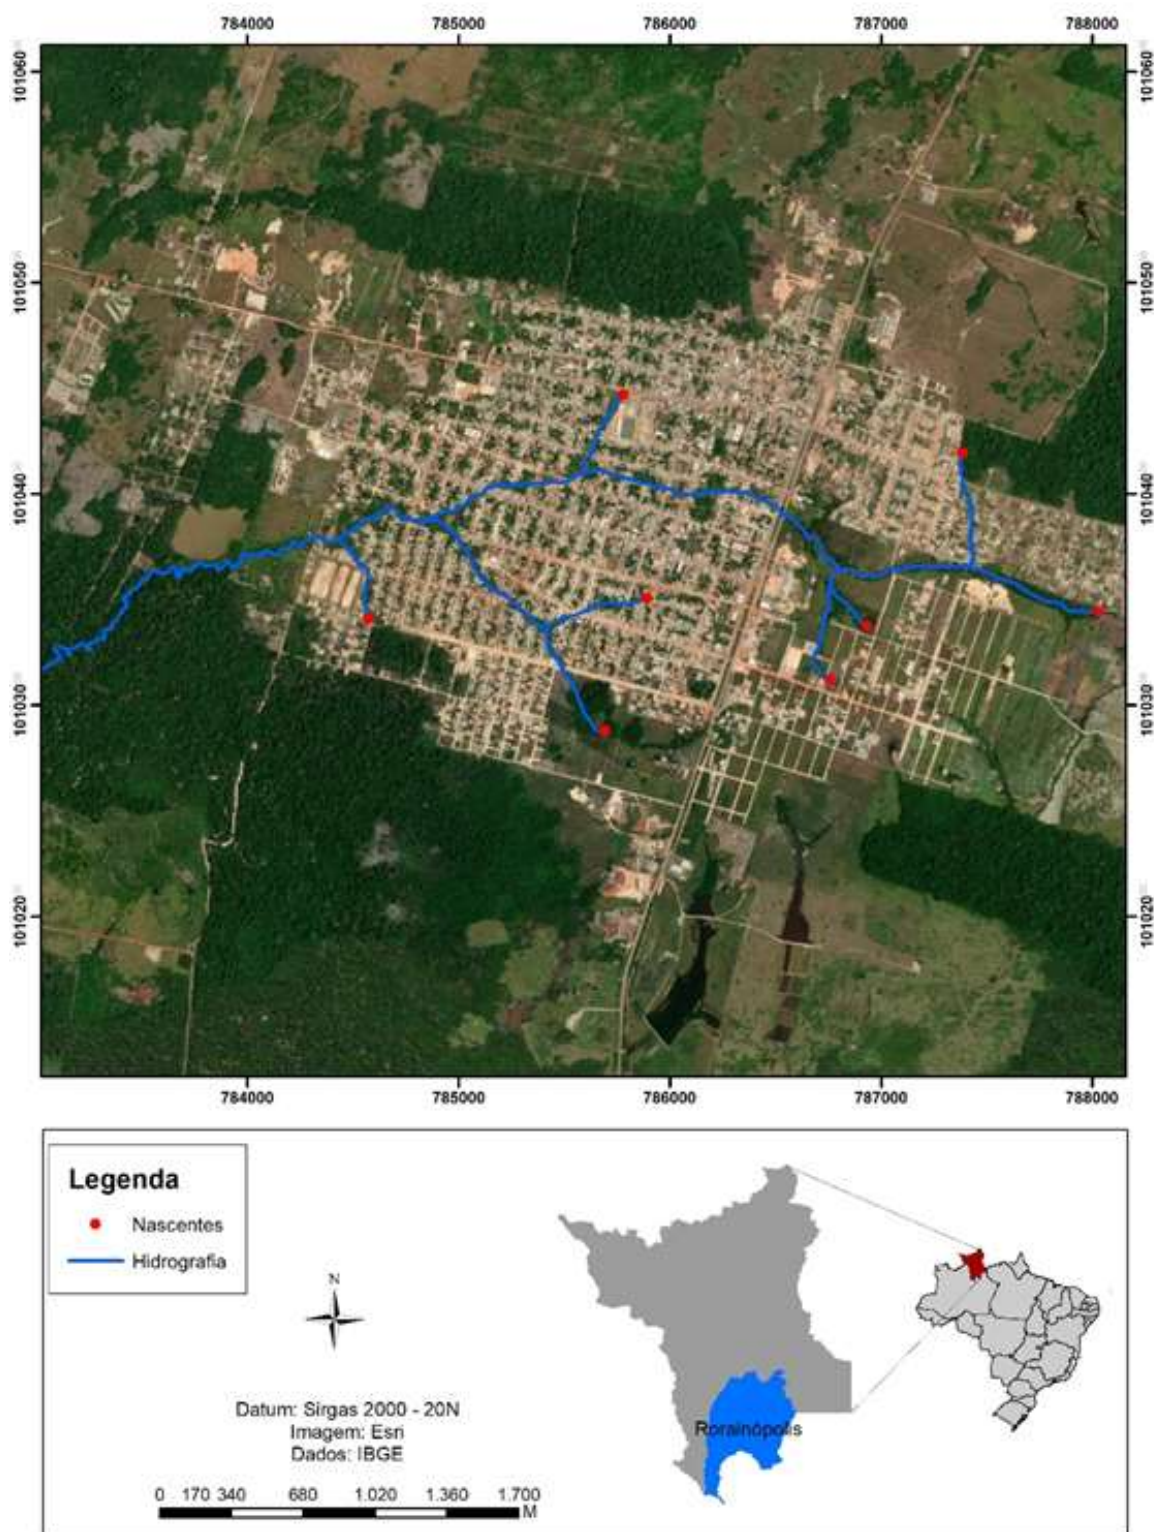 784000 785000 786000 787000 788000
101060 101060
101050 101050
101040 101040
101030 101030
101020 101020
784000 785000 786000 787000 788000
Legenda
Nascentes
Hidrografia
N
Datum: Sirgas 2000 - 20N
Imagem: Esri
Dados: IBGE
0 170 340 680 1.020 1.360 1.700
M
Rorainópolis